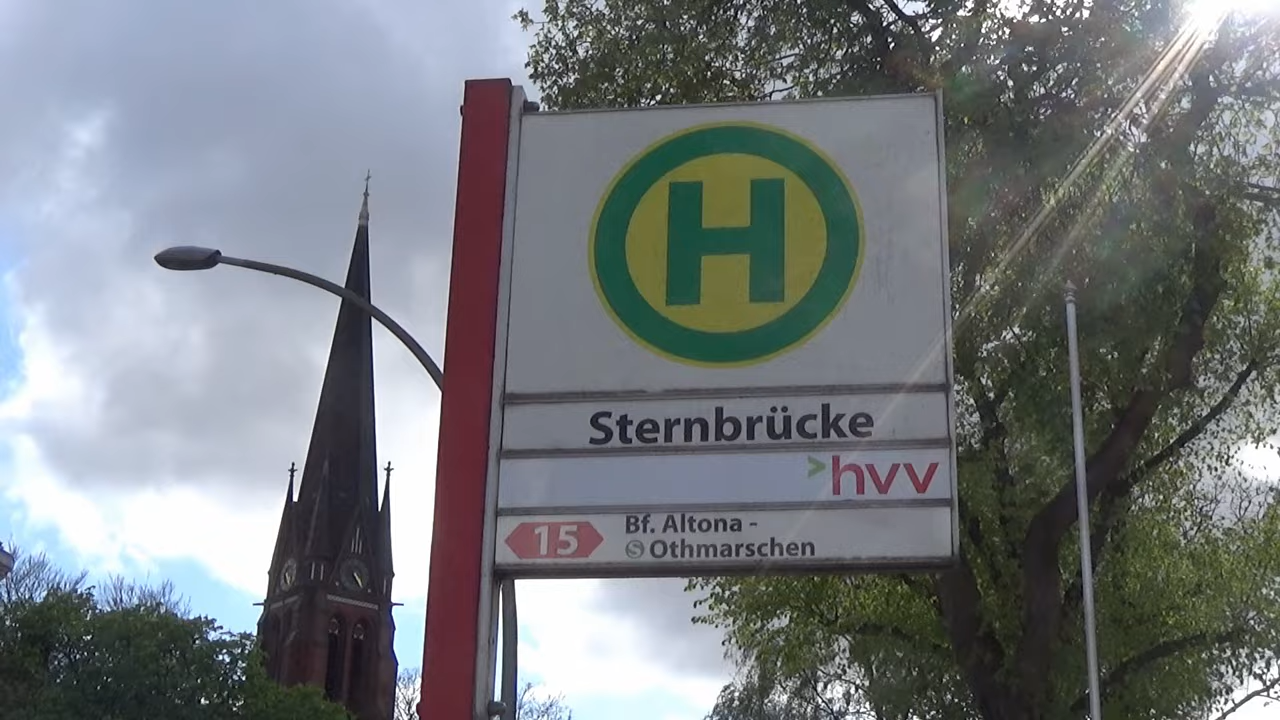 H
Sternbrücke
hvv
15 Bf. Altona -
S Othmarschen